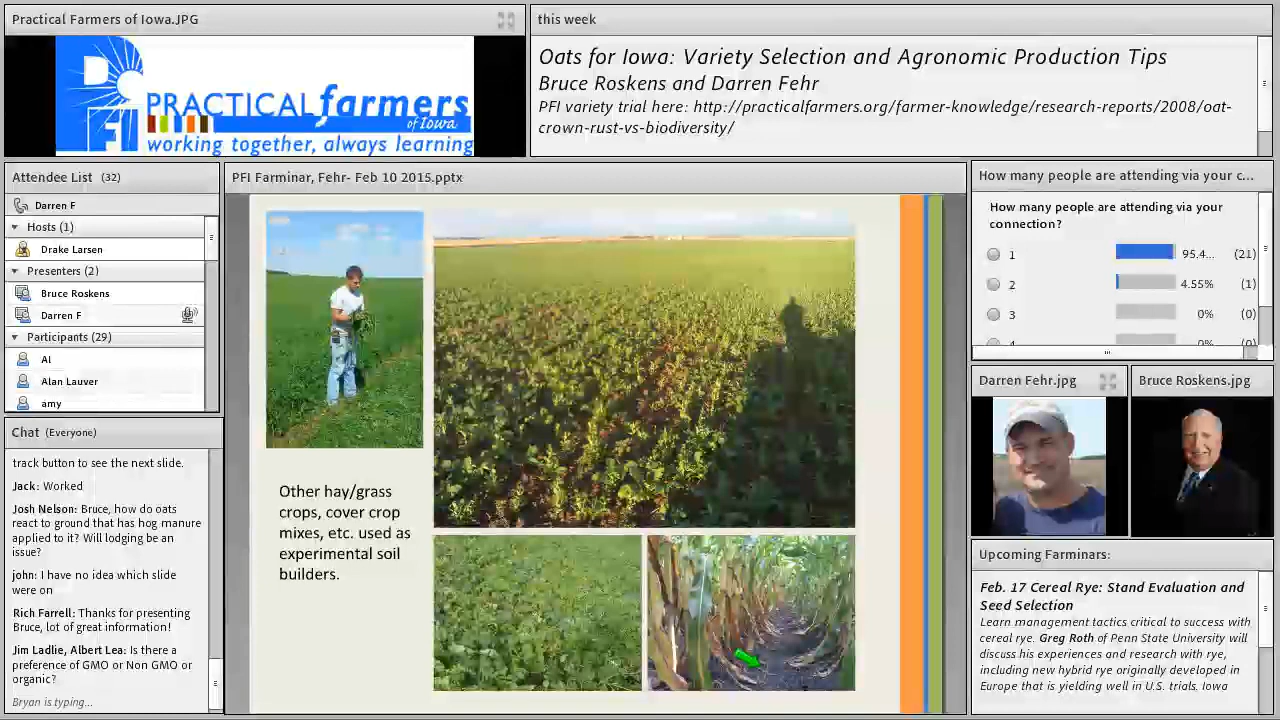 Practical Farmers of Iowa.JPG
PRACTICAL farmers
of Iowa
PFI
working together, always learning
this week
Oats for Iowa: Variety Selection and Agronomic Production Tips
Bruce Roskens and Darren Fehr
PFI variety trial here: http://practicalfarmers.org/farmer-knowledge/research-reports/2008/oat-
crown-rust-vs-biodiversity/
Attendee List (32)
Darren F
Hosts (1)
Drake Larsen
Presenters (2)
Bruce Roskens
Darren F
Participants (29)
Al
Alan Lauver
amy
Chat (Everyone)
track button to see the next slide.
Jack: Worked
Josh Nelson: Bruce, how do oats
react to ground that has hog manure
applied to it? Will lodging be an
issue?
john: I have no idea which slide
were on
Rich Farrell: Thanks for presenting
Bruce, lot of great information!
Jim Ladlie, Albert Lea: Is there a
preference of GMO or Non GMO or
organic?
Bryan is typing...
PFI Farminar, Fehr- Feb 10 2015.pptx
Other hay/grass
crops, cover crop
mixes, etc. used as
experimental soil
builders.
How many people are attending via your c...
How many people are attending via your
connection?
1 95.4... (21)
2 4.55% (1)
3 0% (0)
4 0% (0)
Darren Fehr.jpg
Bruce Roskens.jpg
Upcoming Farminars:
Feb. 17 Cereal Rye: Stand Evaluation and
Seed Selection
Learn management tactics critical to success with
cereal rye. Greg Roth of Penn State University will
discuss his experiences and research with rye,
including new hybrid rye originally developed in
Europe that is yielding well in U.S. trials. Iowa